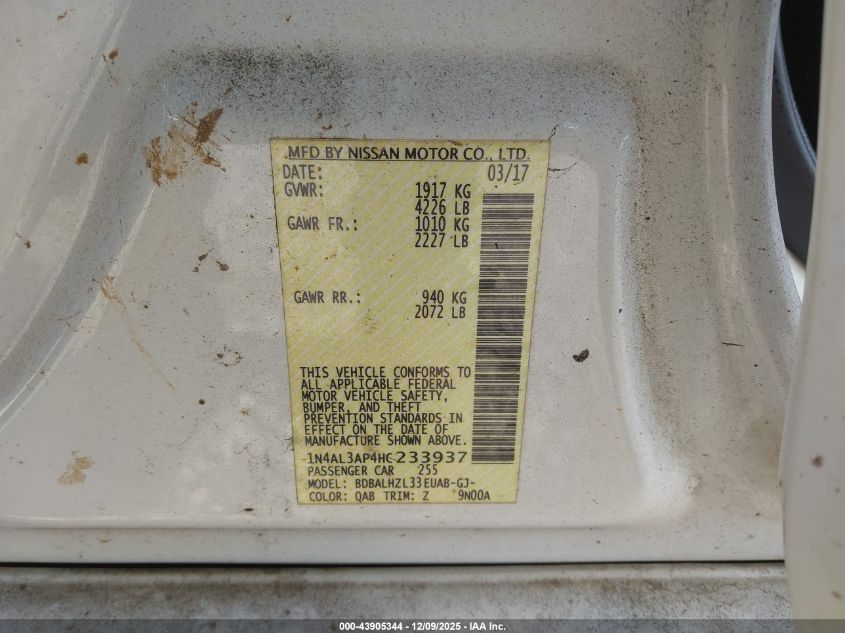 MFD BY NISSAN MOTOR CO., LTD.
DATE: 03/17
GVWR: 1917 KG
4226 LB
GAWR FR.: 1010 KG
2227 LB
GAWR RR.: 940 KG
2072 LB
THIS VEHICLE CONFORMS TO
ALL APPLICABLE FEDERAL
MOTOR VEHICLE SAFETY,
BUMPER, AND THEFT
PREVENTION STANDARDS IN
EFFECT ON THE DATE OF
MANUFACTURE SHOWN ABOVE.
1N4AL3AP4HC233937
PASSENGER CAR 255
MODEL: BDBALHZL33EUAB-GJ-
COLOR: QAB TRIM: Z 9N00A
000-43905344 | 12/09/2025 - IAA Inc.